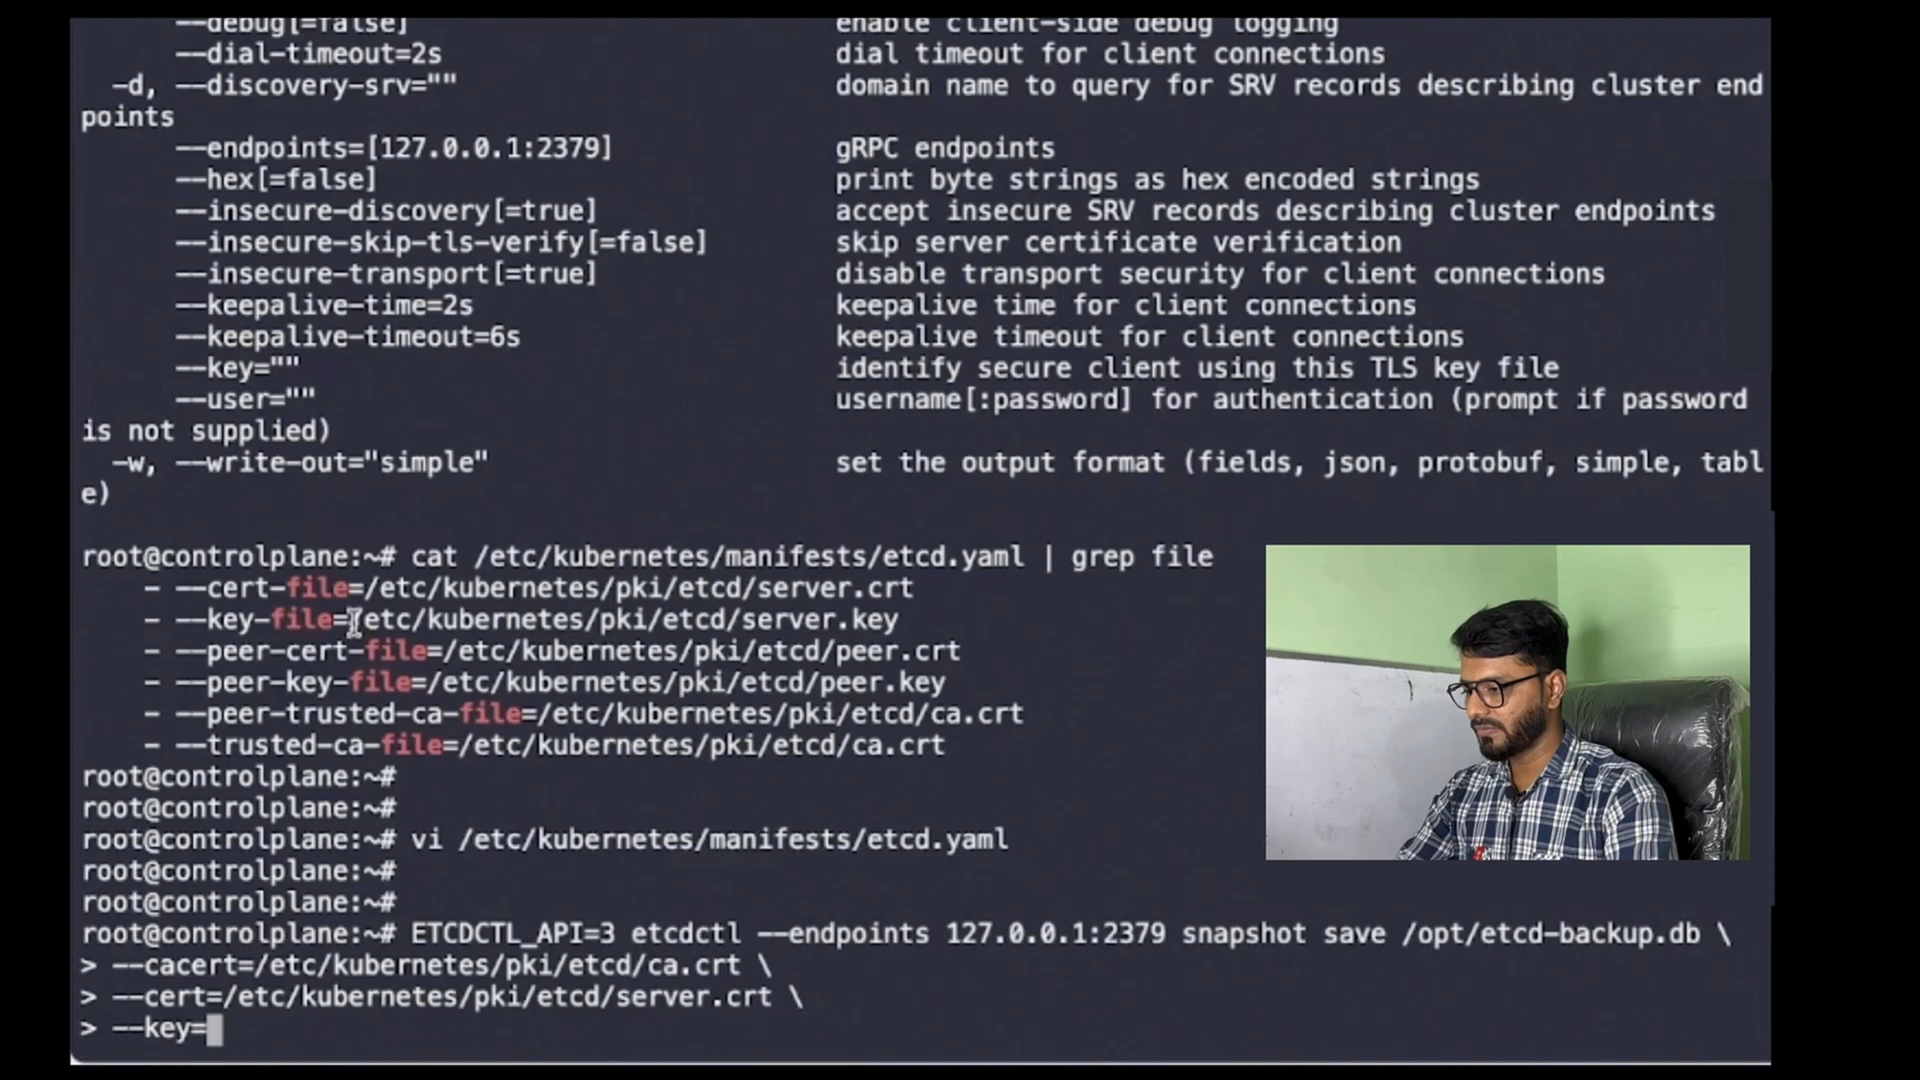 --debug[=false] enable client-side debug logging
--dial-timeout=2s dial timeout for client connections
-d, --discovery-srv="" domain name to query for SRV records describing cluster end
points
--endpoints=[127.0.0.1:2379] gRPC endpoints
--hex[=false] print byte strings as hex encoded strings
--insecure-discovery[=true] accept insecure SRV records describing cluster endpoints
--insecure-skip-tls-verify[=false] skip server certificate verification
--insecure-transport[=true] disable transport security for client connections
--keepalive-time=2s keepalive time for client connections
--keepalive-timeout=6s keepalive timeout for client connections
--key="" identify secure client using this TLS key file
--user="" username[:password] for authentication (prompt if password
is not supplied)
-w, --write-out="simple" set the output format (fields, json, protobuf, simple, tabl
e)
root@controlplane:~# cat /etc/kubernetes/manifests/etcd.yaml | grep file
- --cert-file=/etc/kubernetes/pki/etcd/server.crt
- --key-file=/etc/kubernetes/pki/etcd/server.key
- --peer-cert-file=/etc/kubernetes/pki/etcd/peer.crt
- --peer-key-file=/etc/kubernetes/pki/etcd/peer.key
- --peer-trusted-ca-file=/etc/kubernetes/pki/etcd/ca.crt
- --trusted-ca-file=/etc/kubernetes/pki/etcd/ca.crt
root@controlplane:~#
root@controlplane:~#
root@controlplane:~# vi /etc/kubernetes/manifests/etcd.yaml
root@controlplane:~#
root@controlplane:~#
root@controlplane:~# ETCDCTL_API=3 etcdctl --endpoints 127.0.0.1:2379 snapshot save /opt/etcd-backup.db \
> --cacert=/etc/kubernetes/pki/etcd/ca.crt \
> --cert=/etc/kubernetes/pki/etcd/server.crt \
> --key=